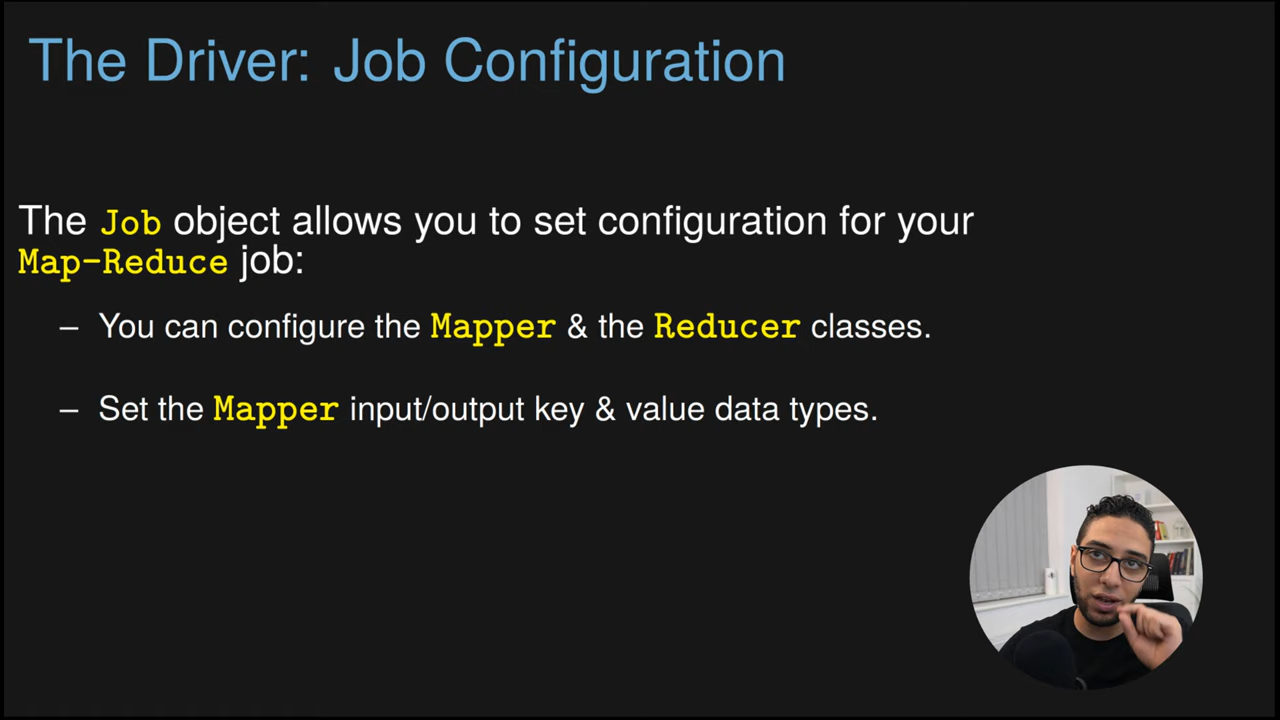 The Driver: Job Configuration
The Job object allows you to set configuration for your
Map-Reduce job:
– You can configure the Mapper & the Reducer classes.
– Set the Mapper input/output key & value data types.